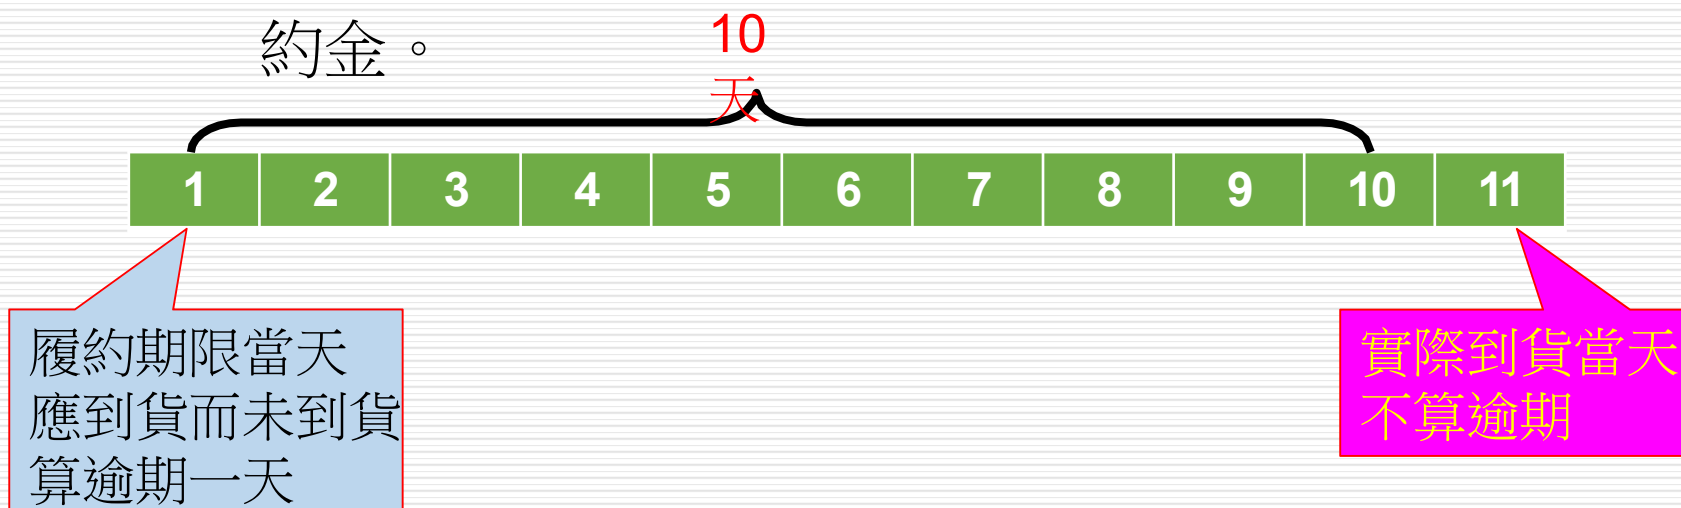 約金。
10
天
1 2 3 4 5 6 7 8 9 10 11
履約期限當天
應到貨而未到貨
算逾期一天
實際到貨當天
不算逾期